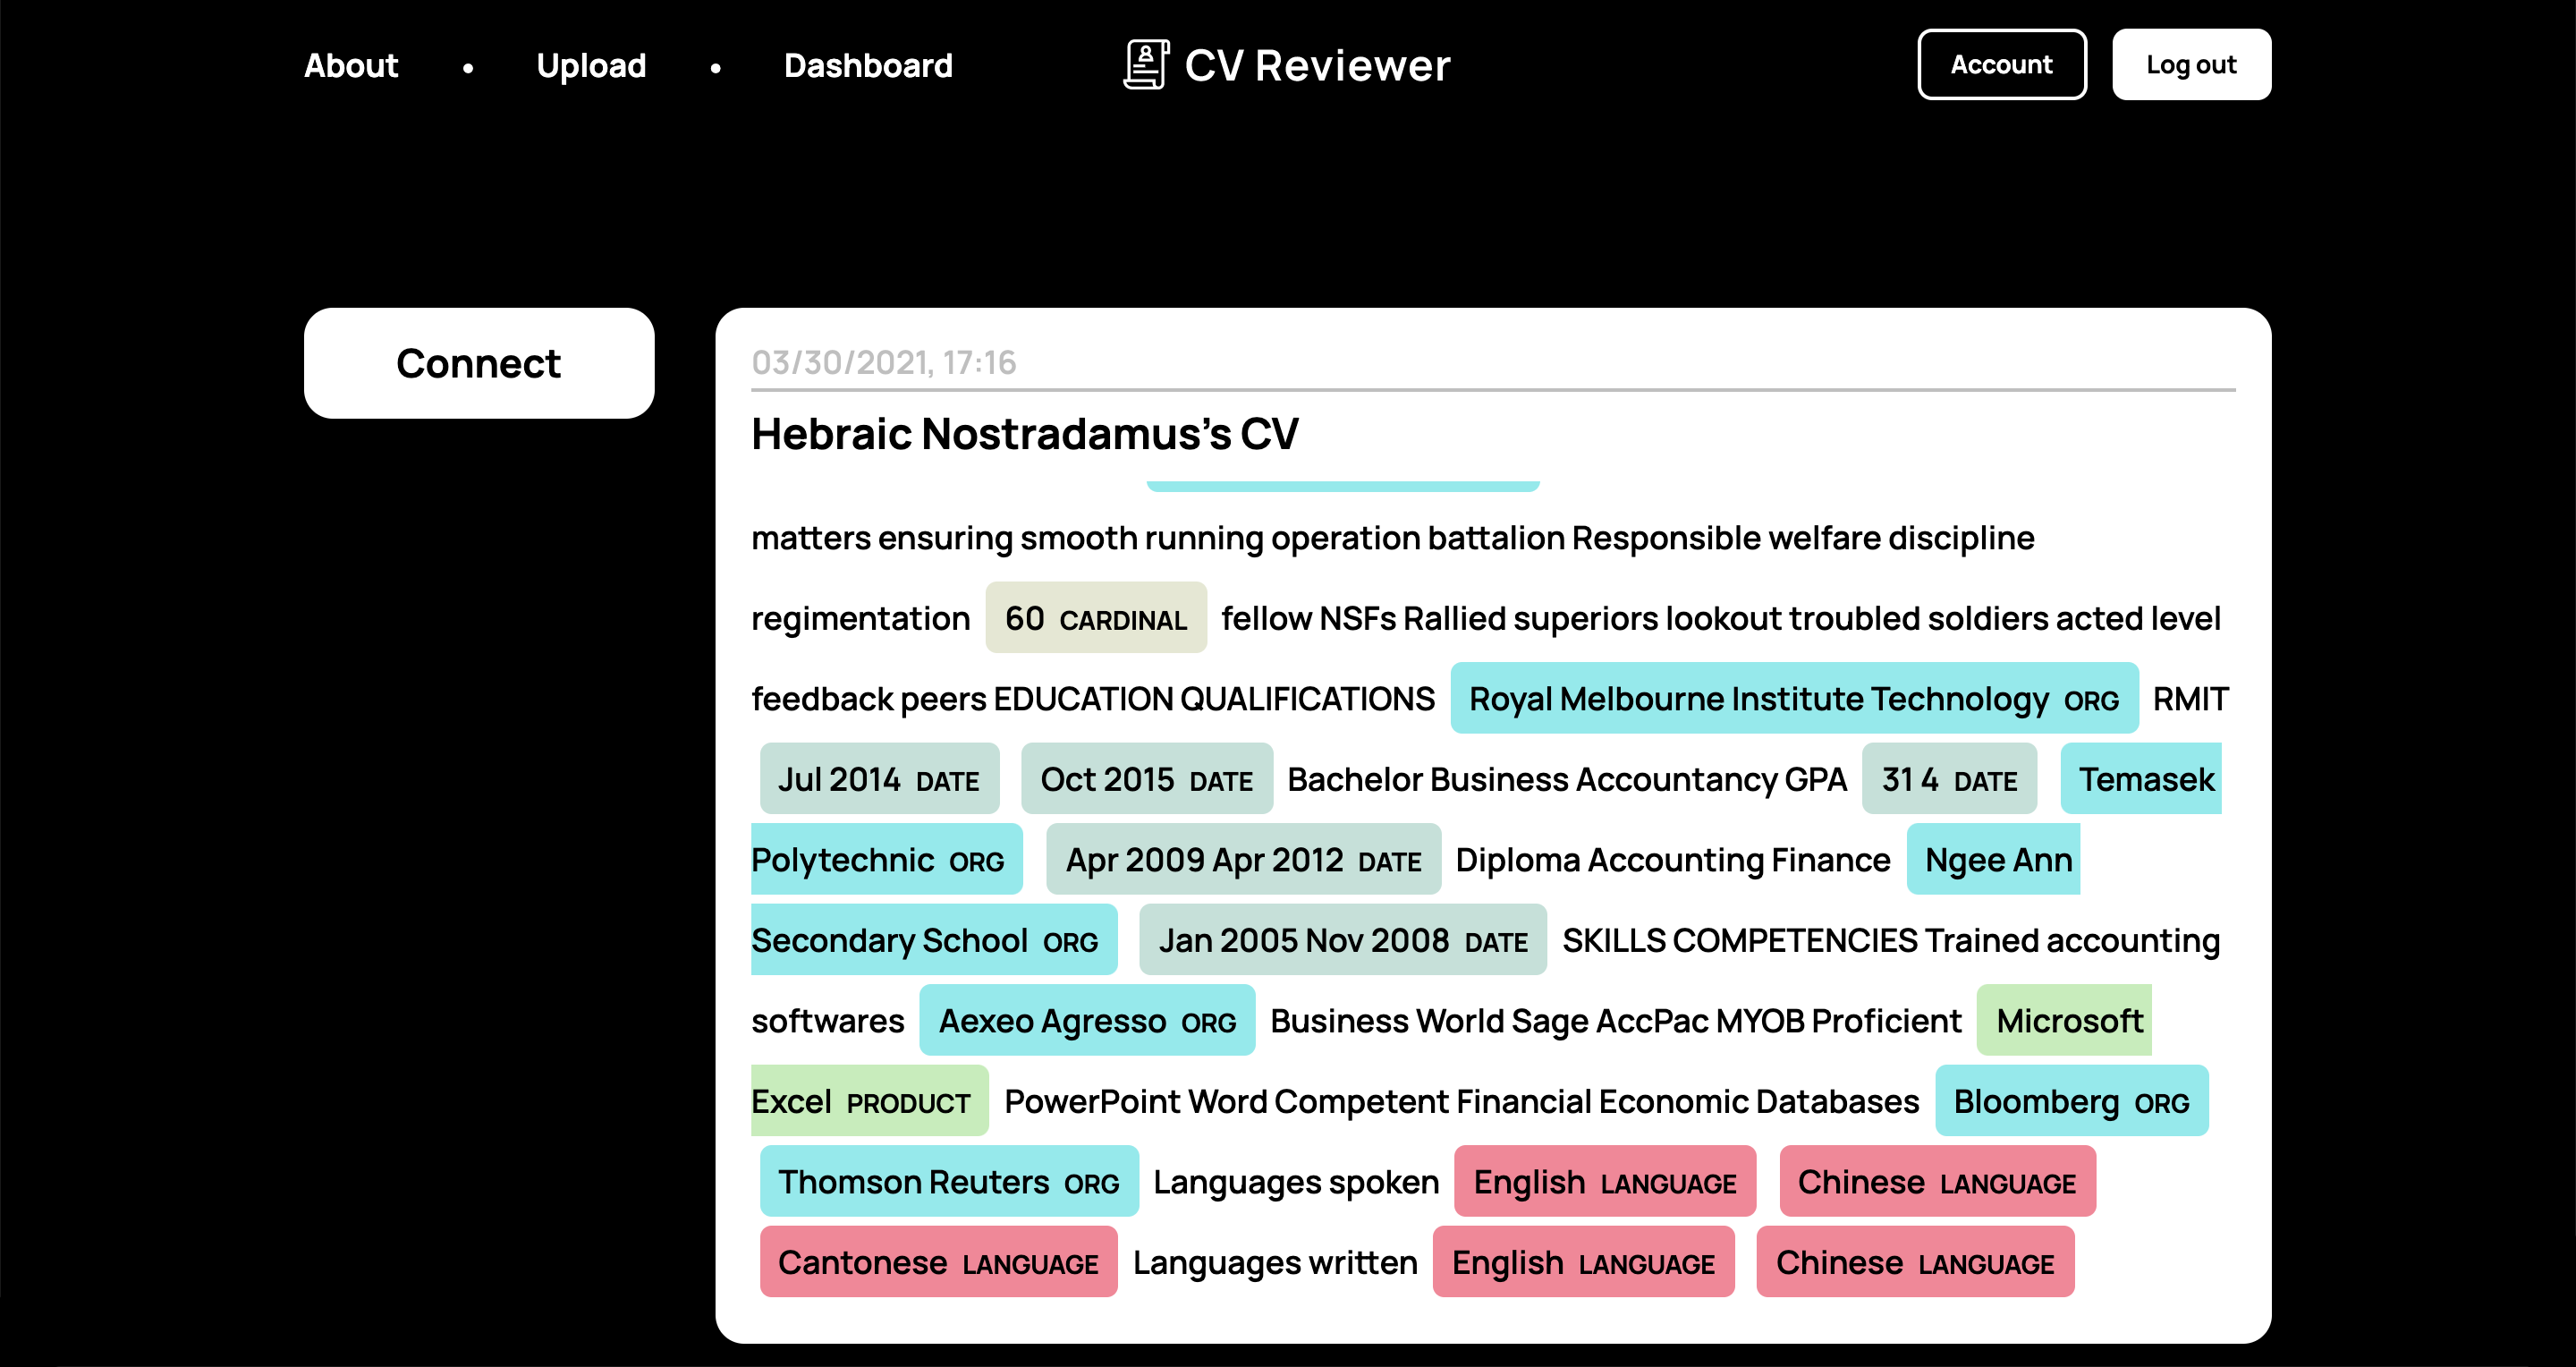 About • Upload • Dashboard
CV Reviewer
Account
Log out
Connect
03/30/2021, 17:16
Hebraic Nostradamus’s CV
matters ensuring smooth running operation battalion Responsible welfare discipline
regimentation 60 CARDINAL fellow NSFs Rallied superiors lookout troubled soldiers acted level
feedback peers EDUCATION QUALIFICATIONS Royal Melbourne Institute Technology ORG RMIT
Jul 2014 DATE Oct 2015 DATE Bachelor Business Accountancy GPA 31 4 DATE Temasek
Polytechnic ORG Apr 2009 Apr 2012 DATE Diploma Accounting Finance Ngee Ann
Secondary School ORG Jan 2005 Nov 2008 DATE SKILLS COMPETENCIES Trained accounting
softwares Aexeo Agresso ORG Business World Sage AccPac MYOB Proficient Microsoft
Excel PRODUCT PowerPoint Word Competent Financial Economic Databases Bloomberg ORG
Thomson Reuters ORG Languages spoken English LANGUAGE Chinese LANGUAGE
Cantonese LANGUAGE Languages written English LANGUAGE Chinese LANGUAGE